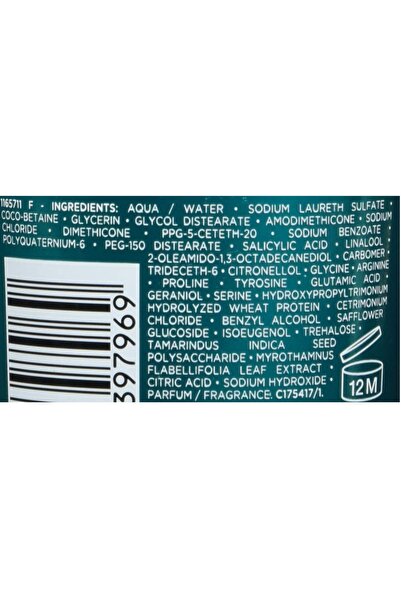 1165711 F - INGREDIENTS: AQUA / WATER • SODIUM LAURETH SULFATE •
COCO-BETAINE • GLYCERIN • GLYCOL DISTEARATE • AMODIMETHICONE • SODIUM
CHLORIDE • DIMETHICONE • PPG-5-CETETH-20 • SODIUM BENZOATE •
POLYQUATERNIUM-6 • PEG-150 DISTEARATE • SALICYLIC ACID • LINALOOL •
2-OLEAMIDO-1,3-OCTADECANEDIOL • CARBOMER •
TRIDECETH-6 • CITRONELLOL • GLYCINE • ARGININE
• PROLINE • TYROSINE • GLUTAMIC ACID •
GERANIOL • SERINE • HYDROXYPROPYLTRIMONIUM
HYDROLYZED WHEAT PROTEIN • CETRIMONIUM
CHLORIDE • BENZYL ALCOHOL • SAFFLOWER
GLUCOSIDE • ISOEUGENOL • TREHALOSE •
TAMARINDUS INDICA SEED
POLYSACCHARIDE • MYROTHAMNUS
FLABELLIFOLIA LEAF EXTRACT •
CITRIC ACID • SODIUM HYDROXIDE •
PARFUM / FRAGRANCE. C175417/1.
12M
397969